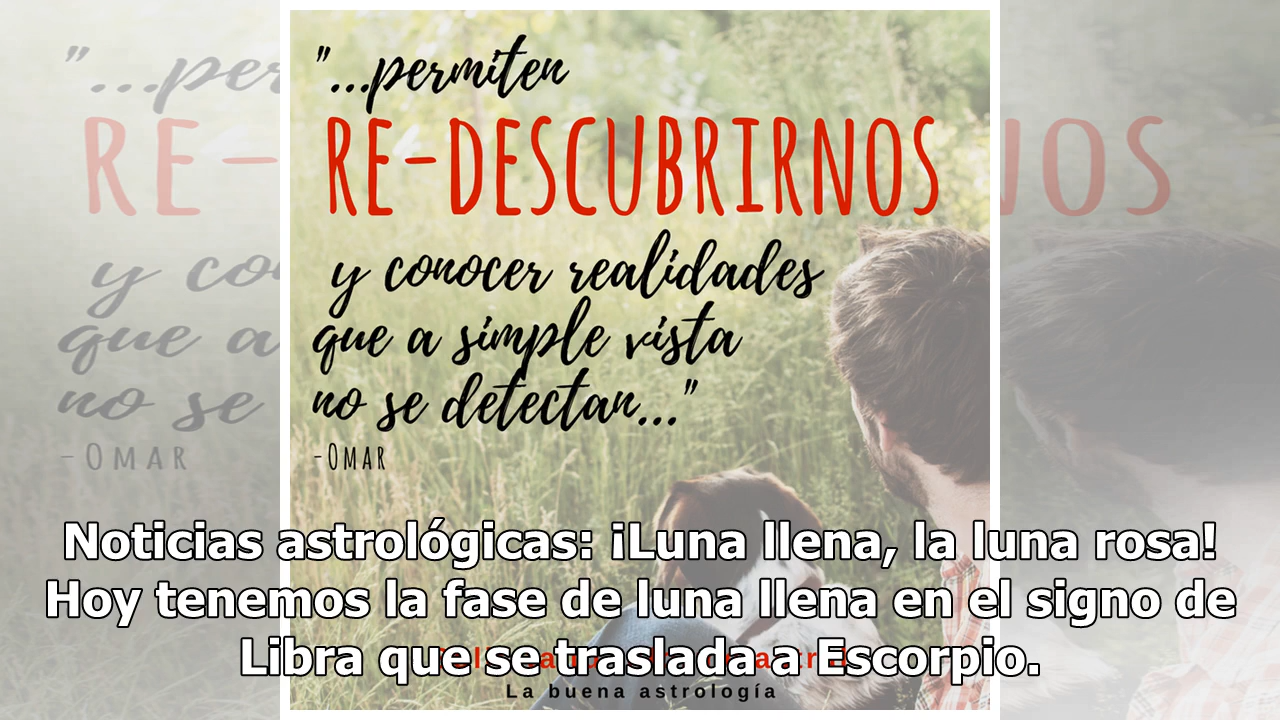 "...permiten
RE-DESCUBRIRNOS
y conocer realidades
que a simple vista
no se detectan..."
-OMAR
Noticias astrológicas: ¡Luna llena, la luna rosa!
Hoy tenemos la fase de luna llena en el signo de
Libra que se traslada a Escorpio.
La buena astrología